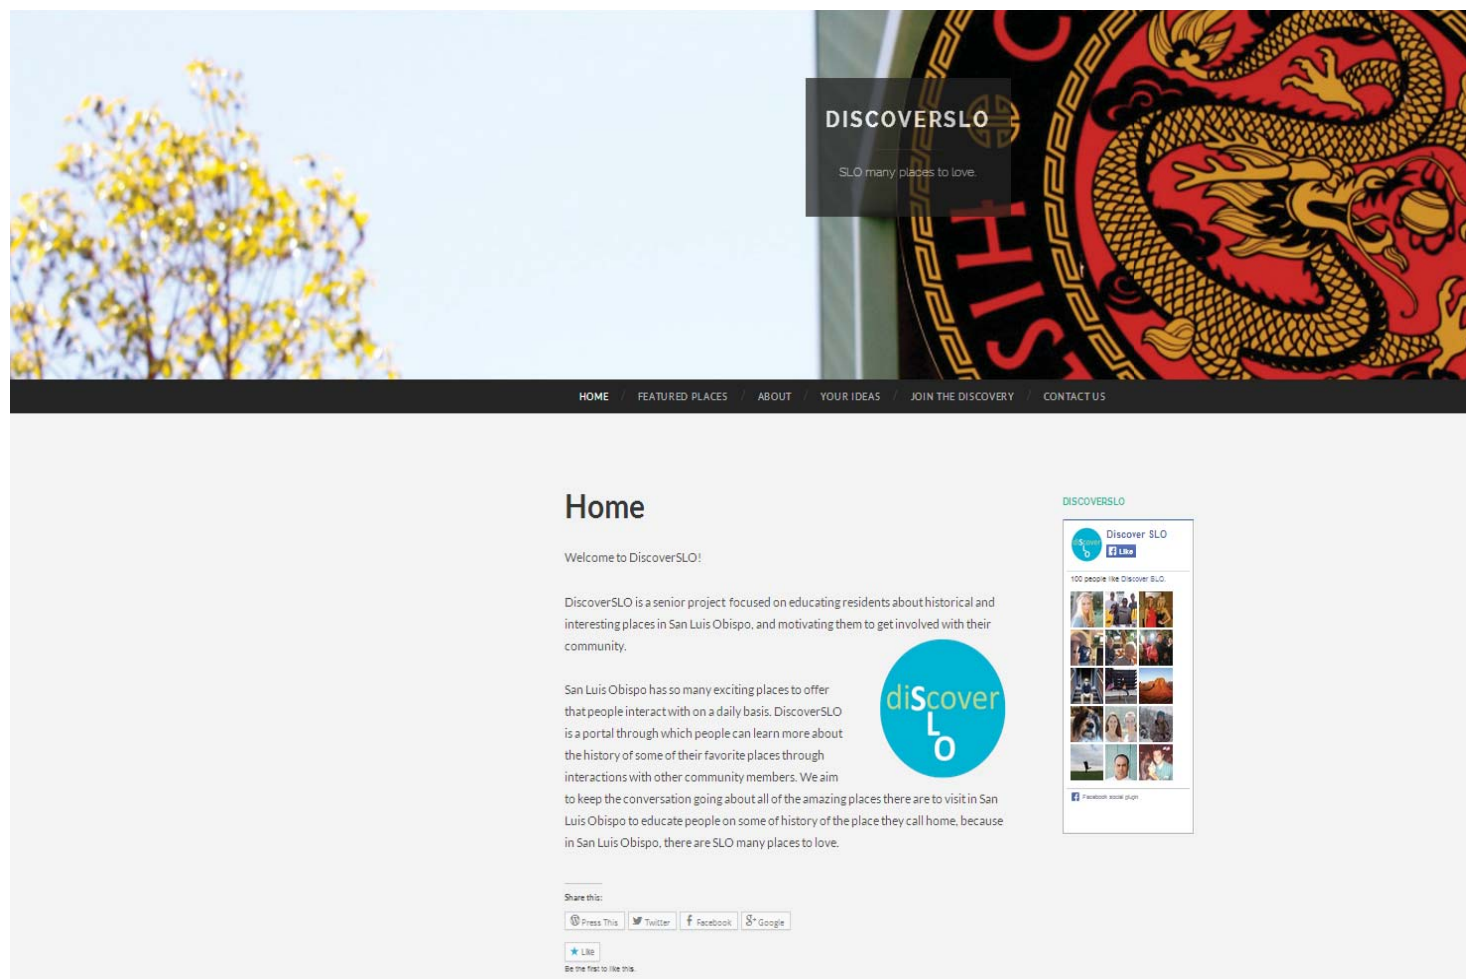 DISCOVERSLO
SLO many places to love.
C
HIST
HOME / FEATURED PLACES / ABOUT / YOUR IDEAS / JOIN THE DISCOVERY / CONTACT US
Home
Welcome to DiscoverSLO!
DiscoverSLO is a senior project focused on educating residents about historical and
interesting places in San Luis Obispo, and motivating them to get involved with their
community.
San Luis Obispo has so many exciting places to offer
that people interact with on a daily basis. DiscoverSLO
is a portal through which people can learn more about
the history of some of their favorite places through
interactions with other community members. We aim
to keep the conversation going about all of the amazing places there are to visit in San
Luis Obispo to educate people on some of history of the place they call home, because
in San Luis Obispo, there are SLO many places to love.
diScover
L
O
Share this:
Press This Twitter Facebook Google
Like
Be the first to like this.
DISCOVERSLO
diScover
L
O
Discover SLO
Like
100 people like Discover SLO.
Facebook social plugin